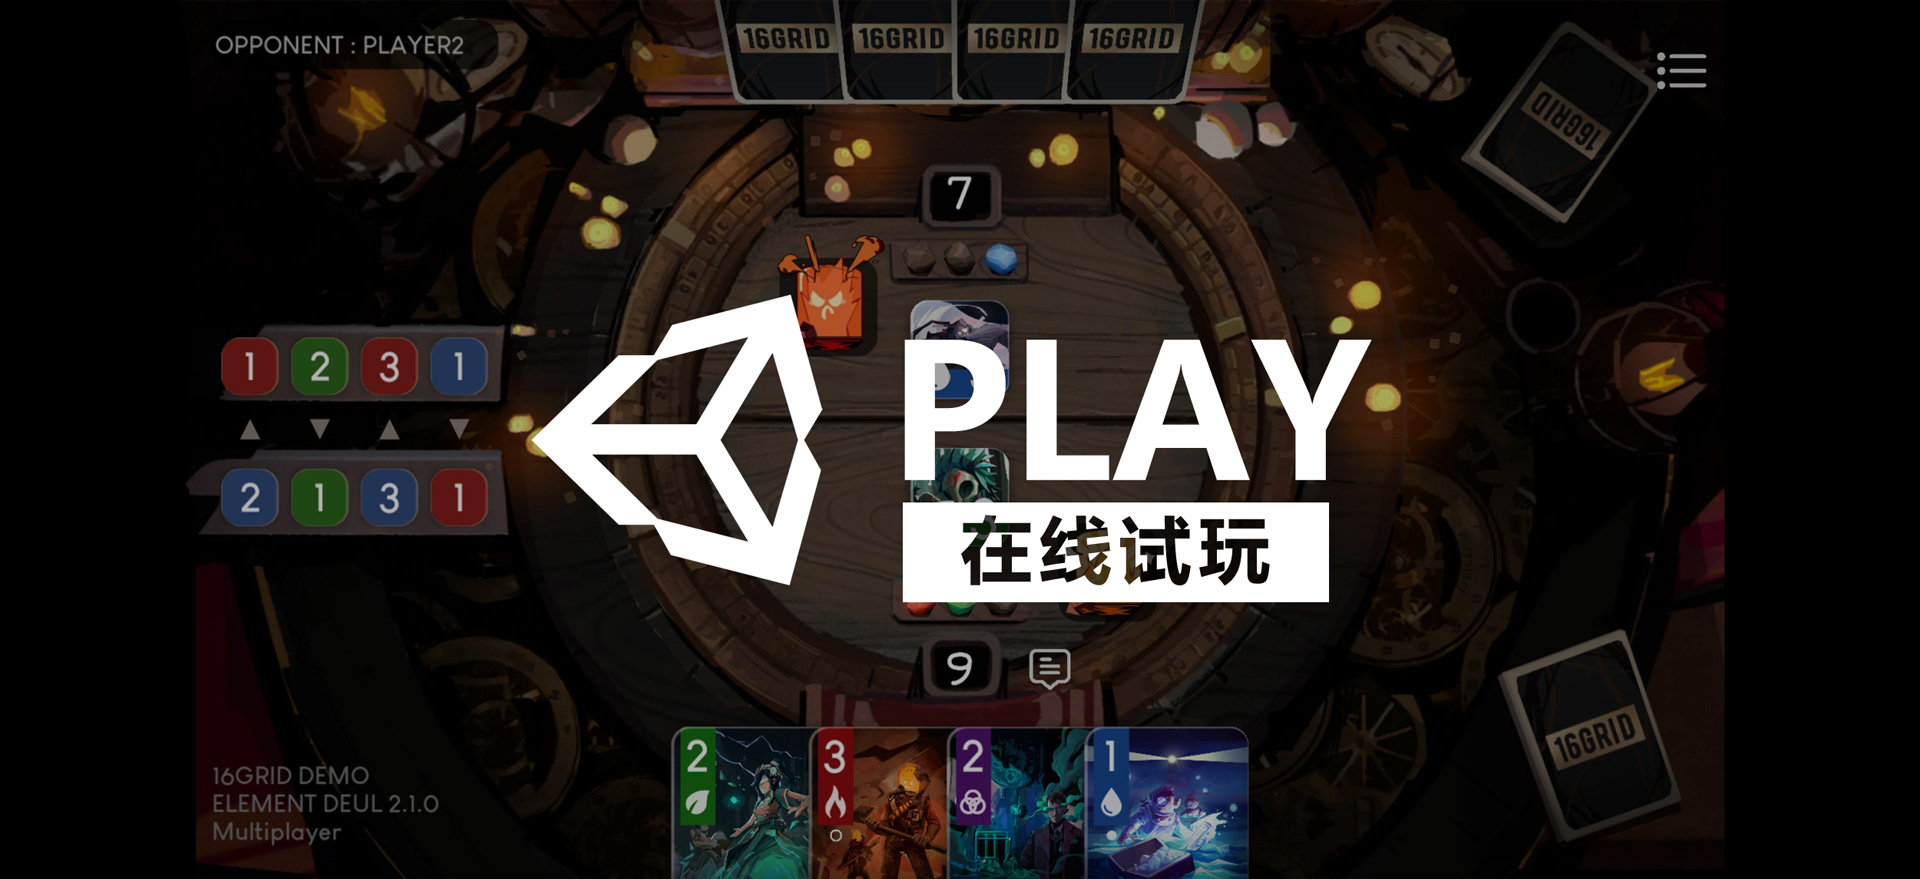 OPPONENT : PLAYER2
16GRID 16GRID 16GRID 16GRID
16GRID
7
1 2 3 1
2 1 3 1
PLAY
在线试玩
9
2 3 2 1
16GRID
16GRID DEMO
ELEMENT DEUL 2.1.0
Multiplayer